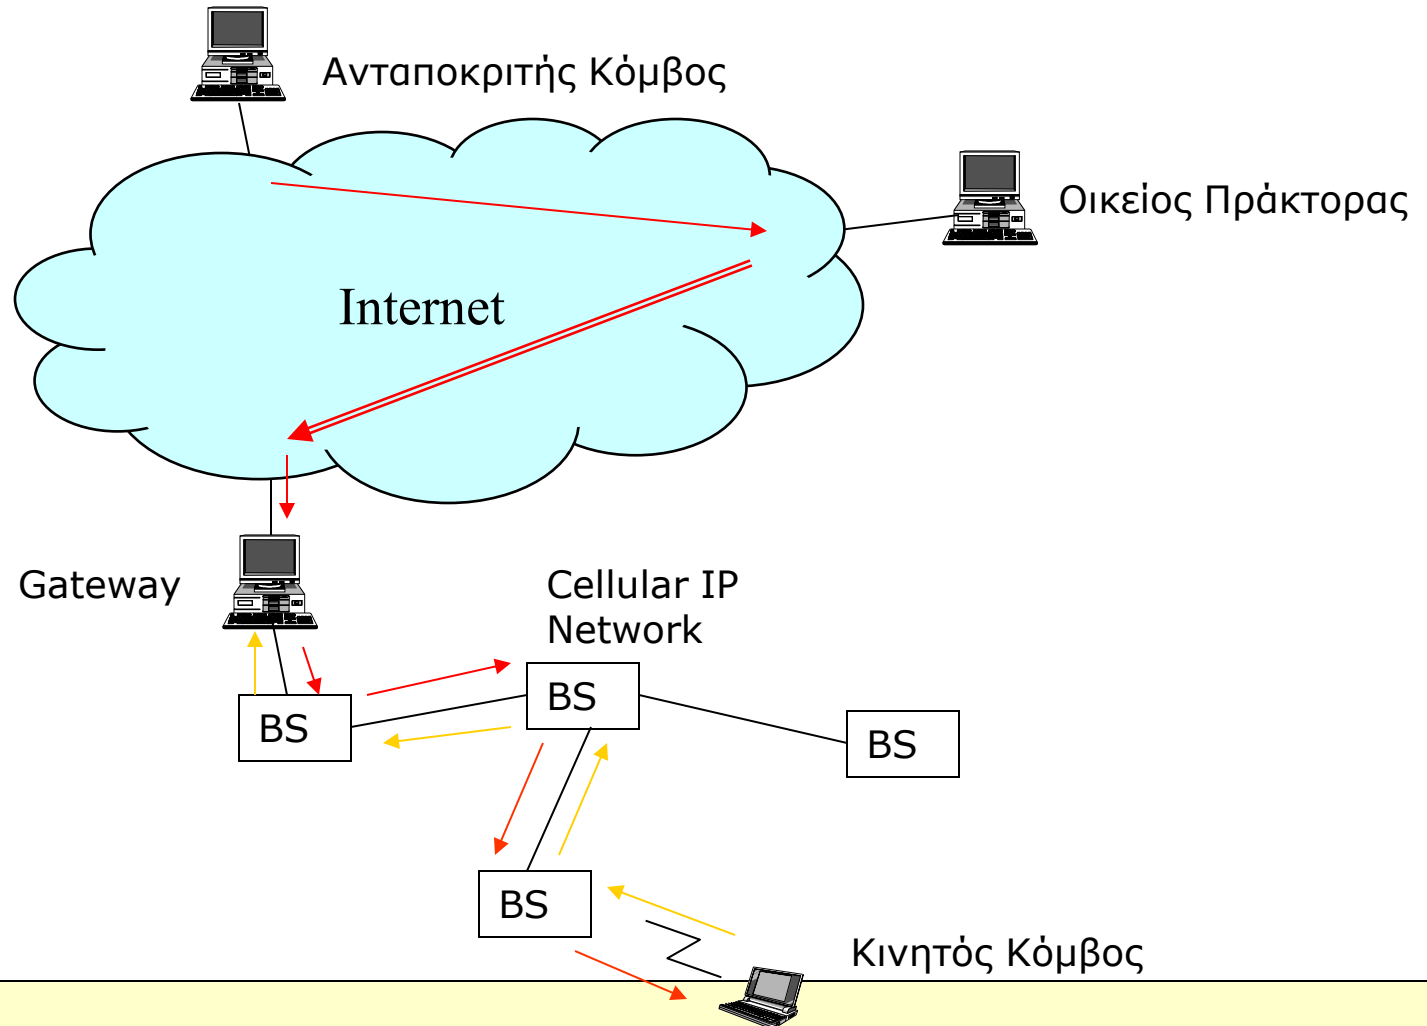 Ανταποκριτής Κόμβος
Οικείος Πράκτορας
Internet
Gateway
Cellular IP
Network
BS
BS
BS
BS
Κινητός Κόμβος